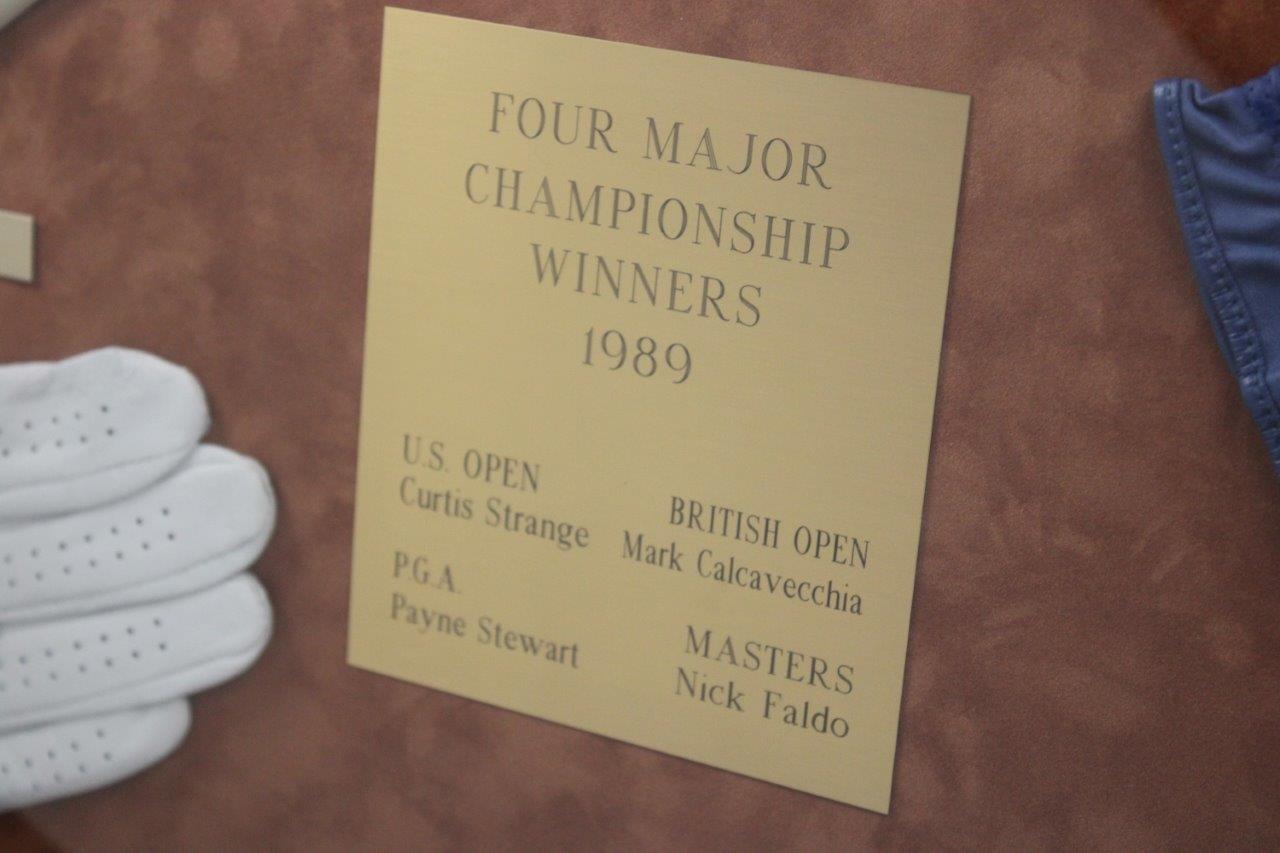 FOUR MAJOR
CHAMPIONSHIP
WINNERS
1989
U.S. OPEN
Curtis Strange
BRITISH OPEN
Mark Calcavecchia
P.G.A.
Payne Stewart
MASTERS
Nick Faldo